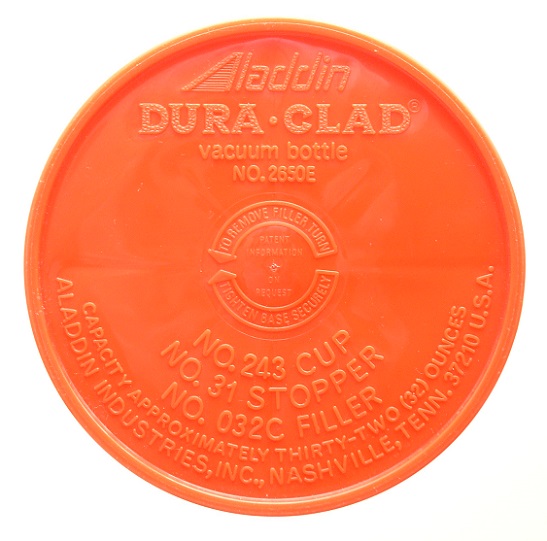 Aladdin
DURA·CLAD®
vacuum bottle
NO. 2650E
TO REMOVE FILLER TURN
PATENT
INFORMATION
ON
REQUEST
TIGHTEN BASE SECURELY
NO. 243 CUP
NO. 31 STOPPER
NO. 032C FILLER
CAPACITY APPROXIMATELY THIRTY-TWO (32) OUNCES
ALADDIN INDUSTRIES, INC., NASHVILLE, TENN. 37210 U.S.A.